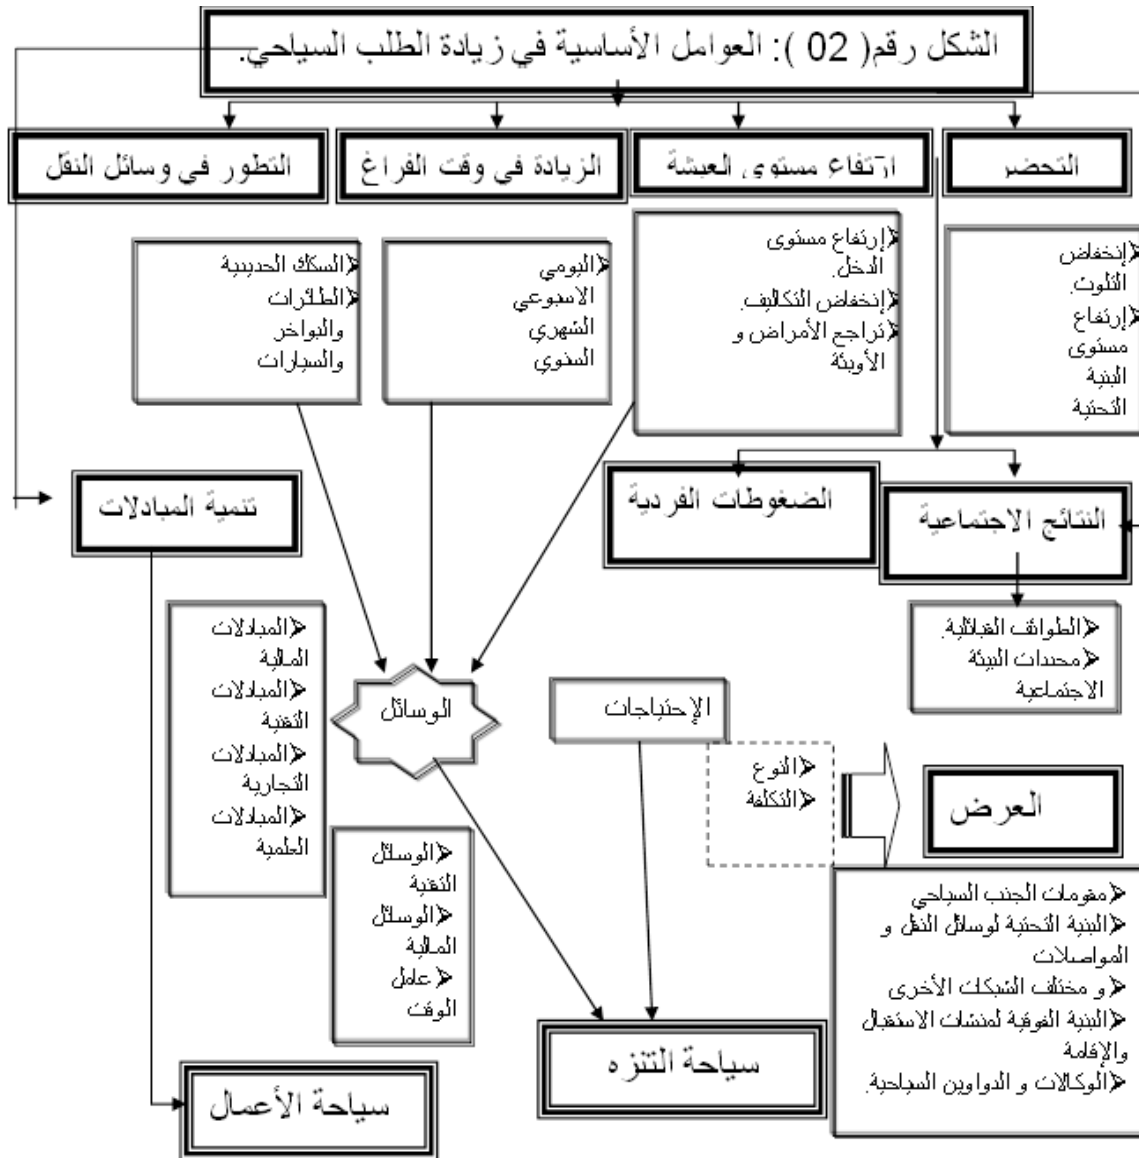 الشكل رقم( 02 ): العوامل الأساسية في زيادة الطلب السياحي.
التحضر
ارتفاع مستوى العيشة
الزيادة في وقت الفراغ
التطور في وسائل النقل
إنخفاض
التلوث.
إرتفاع
مستوى
البنية
التحتية
إرتفاع مستوى
الدخل.
إنخفاض التكاليف.
تراجع الأمراض و
الأوبئة
اليومي
الاسبوعي
الشهري
السنوي
السكك الحديدية
الطائرات
والبواخر
والسيارات
النتائج الاجتماعية
الضغوطات الفردية
تنمية المبادلات
الطوائف القبائلية.
محددات البيئة
الاجتماعية
المبادلات
المالية
المبادلات
التقنية
المبادلات
التجارية
المبادلات
العلمية
الوسائل
الإحتياجات
النوع
التكلفة
العرض
الوسائل
التقنية
الوسائل
المالية
عامل
الوقت
مقومات الجنب السياحي
البنية التحتية لوسائل النقل و
المواصلات
و مختلف الشبكات الأخرى
البنية الفوقية لمنشات الاستقبال
والإقامة
الوكالات و الدواوين السياحية.
سياحة التنزه
سياحة الأعمال